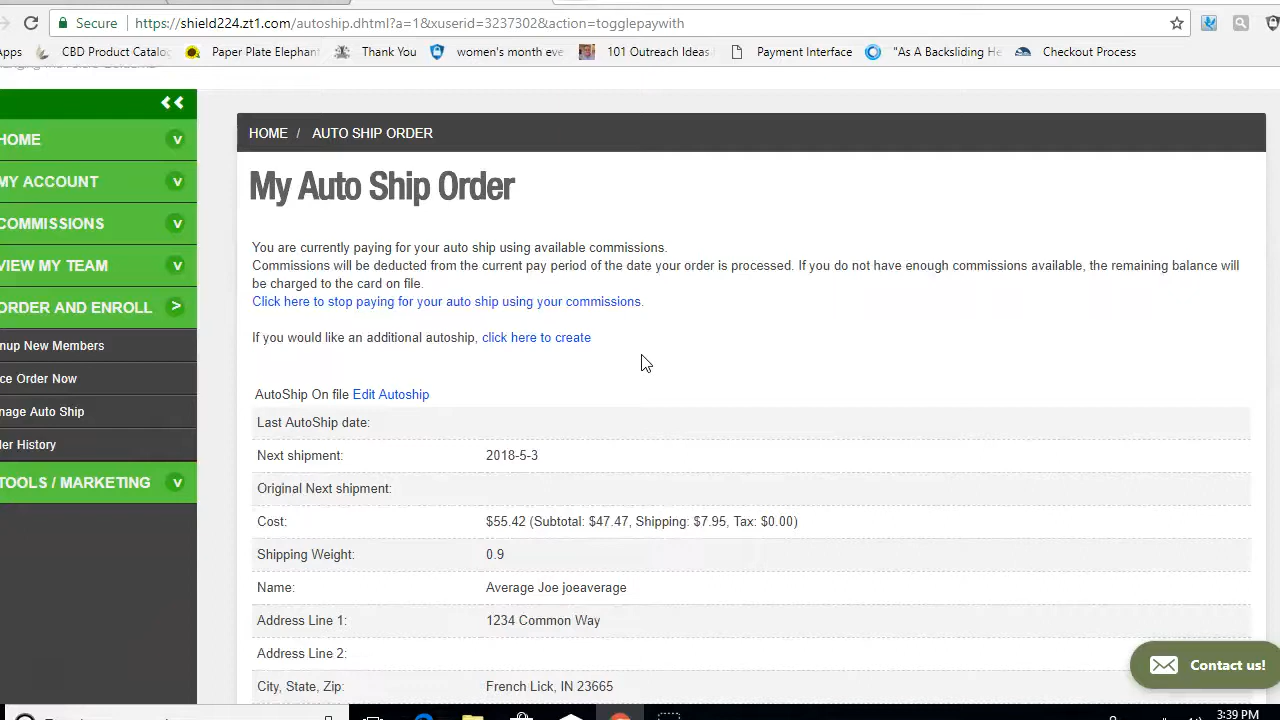 Secure https://shield224.zt1.com/autoship.dhtml?a=1&xuserid=3237302&action=togglepaywith
Apps CBD Product Catalog Paper Plate Elephant Thank You women's month eve 101 Outreach Ideas Payment Interface "As A Backsliding He Checkout Process
HOME
MY ACCOUNT
COMMISSIONS
VIEW MY TEAM
ORDER AND ENROLL
nup New Members
ce Order Now
nage Auto Ship
der History
TOOLS / MARKETING
HOME / AUTO SHIP ORDER
My Auto Ship Order
You are currently paying for your auto ship using available commissions.
Commissions will be deducted from the current pay period of the date your order is processed. If you do not have enough commissions available, the remaining balance will
be charged to the card on file.
Click here to stop paying for your auto ship using your commissions.
If you would like an additional autoship, click here to create
AutoShip On file Edit Autoship
Last AutoShip date:
Next shipment: 2018-5-3
Original Next shipment:
Cost: $55.42 (Subtotal: $47.47, Shipping: $7.95, Tax: $0.00)
Shipping Weight: 0.9
Name: Average Joe joeaverage
Address Line 1: 1234 Common Way
Address Line 2:
City, State, Zip: French Lick, IN 23665
Contact us!
3:39 PM